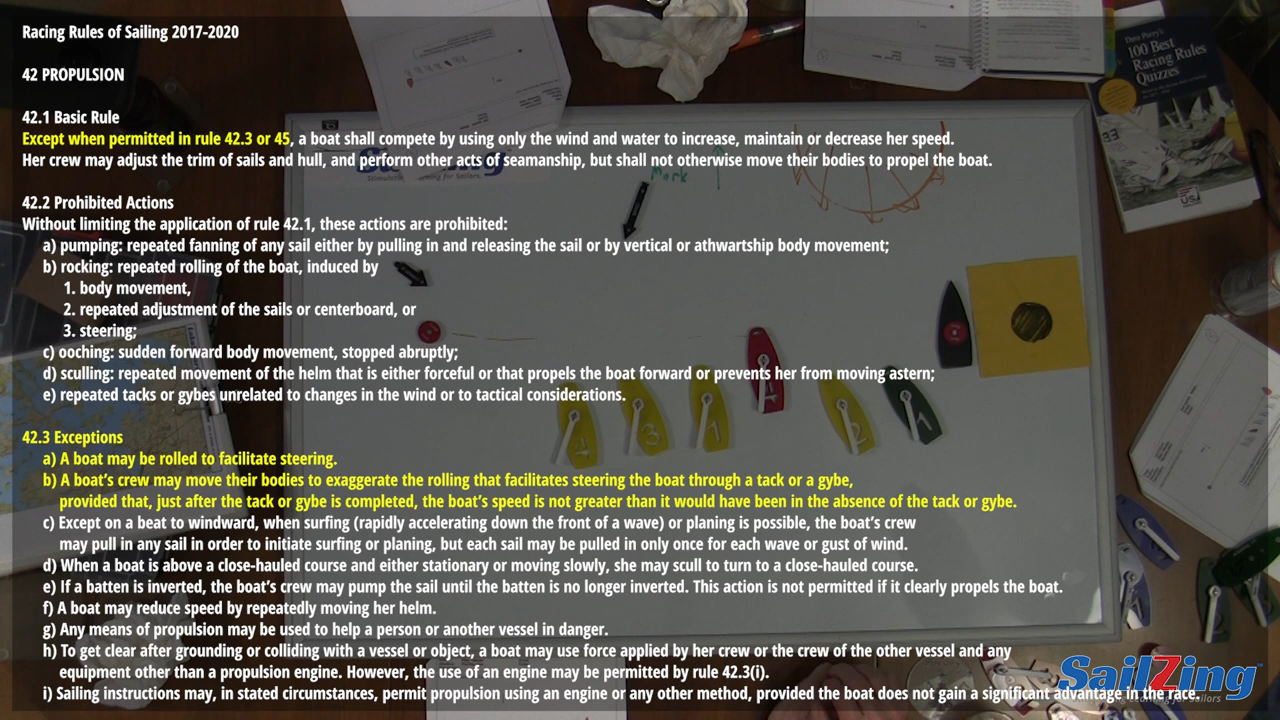 Racing Rules of Sailing 2017-2020
42 PROPULSION
42.1 Basic Rule
Except when permitted in rule 42.3 or 45, a boat shall compete by using only the wind and water to increase, maintain or decrease her speed.
Her crew may adjust the trim of sails and hull, and perform other acts of seamanship, but shall not otherwise move their bodies to propel the boat.
42.2 Prohibited Actions
Without limiting the application of rule 42.1, these actions are prohibited:
a) pumping: repeated fanning of any sail either by pulling in and releasing the sail or by vertical or athwartship body movement;
b) rocking: repeated rolling of the boat, induced by
1. body movement,
2. repeated adjustment of the sails or centerboard, or
3. steering;
c) ooching: sudden forward body movement, stopped abruptly;
d) sculling: repeated movement of the helm that is either forceful or that propels the boat forward or prevents her from moving astern;
e) repeated tacks or gybes unrelated to changes in the wind or to tactical considerations.
42.3 Exceptions
a) A boat may be rolled to facilitate steering.
b) A boat's crew may move their bodies to exaggerate the rolling that facilitates steering the boat through a tack or a gybe,
provided that, just after the tack or gybe is completed, the boat's speed is not greater than it would have been in the absence of the tack or gybe.
c) Except on a beat to windward, when surfing (rapidly accelerating down the front of a wave) or planing is possible, the boat's crew
may pull in any sail in order to initiate surfing or planing, but each sail may be pulled in only once for each wave or gust of wind.
d) When a boat is above a close-hauled course and either stationary or moving slowly, she may scull to turn to a close-hauled course.
e) If a batten is inverted, the boat's crew may pump the sail until the batten is no longer inverted. This action is not permitted if it clearly propels the boat.
f) A boat may reduce speed by repeatedly moving her helm.
g) Any means of propulsion may be used to help a person or another vessel in danger.
h) To get clear after grounding or colliding with a vessel or object, a boat may use force applied by her crew or the crew of the other vessel and any
equipment other than a propulsion engine. However, the use of an engine may be permitted by rule 42.3(i).
i) Sailing instructions may, in stated circumstances, permit propulsion using an engine or any other method, provided the boat does not gain a significant advantage in the race.
SailZing
for Sailors
Mark
Dave Perry's
100 Best
Racing Rules
Quizzes
US
4
3
1
1
2
1